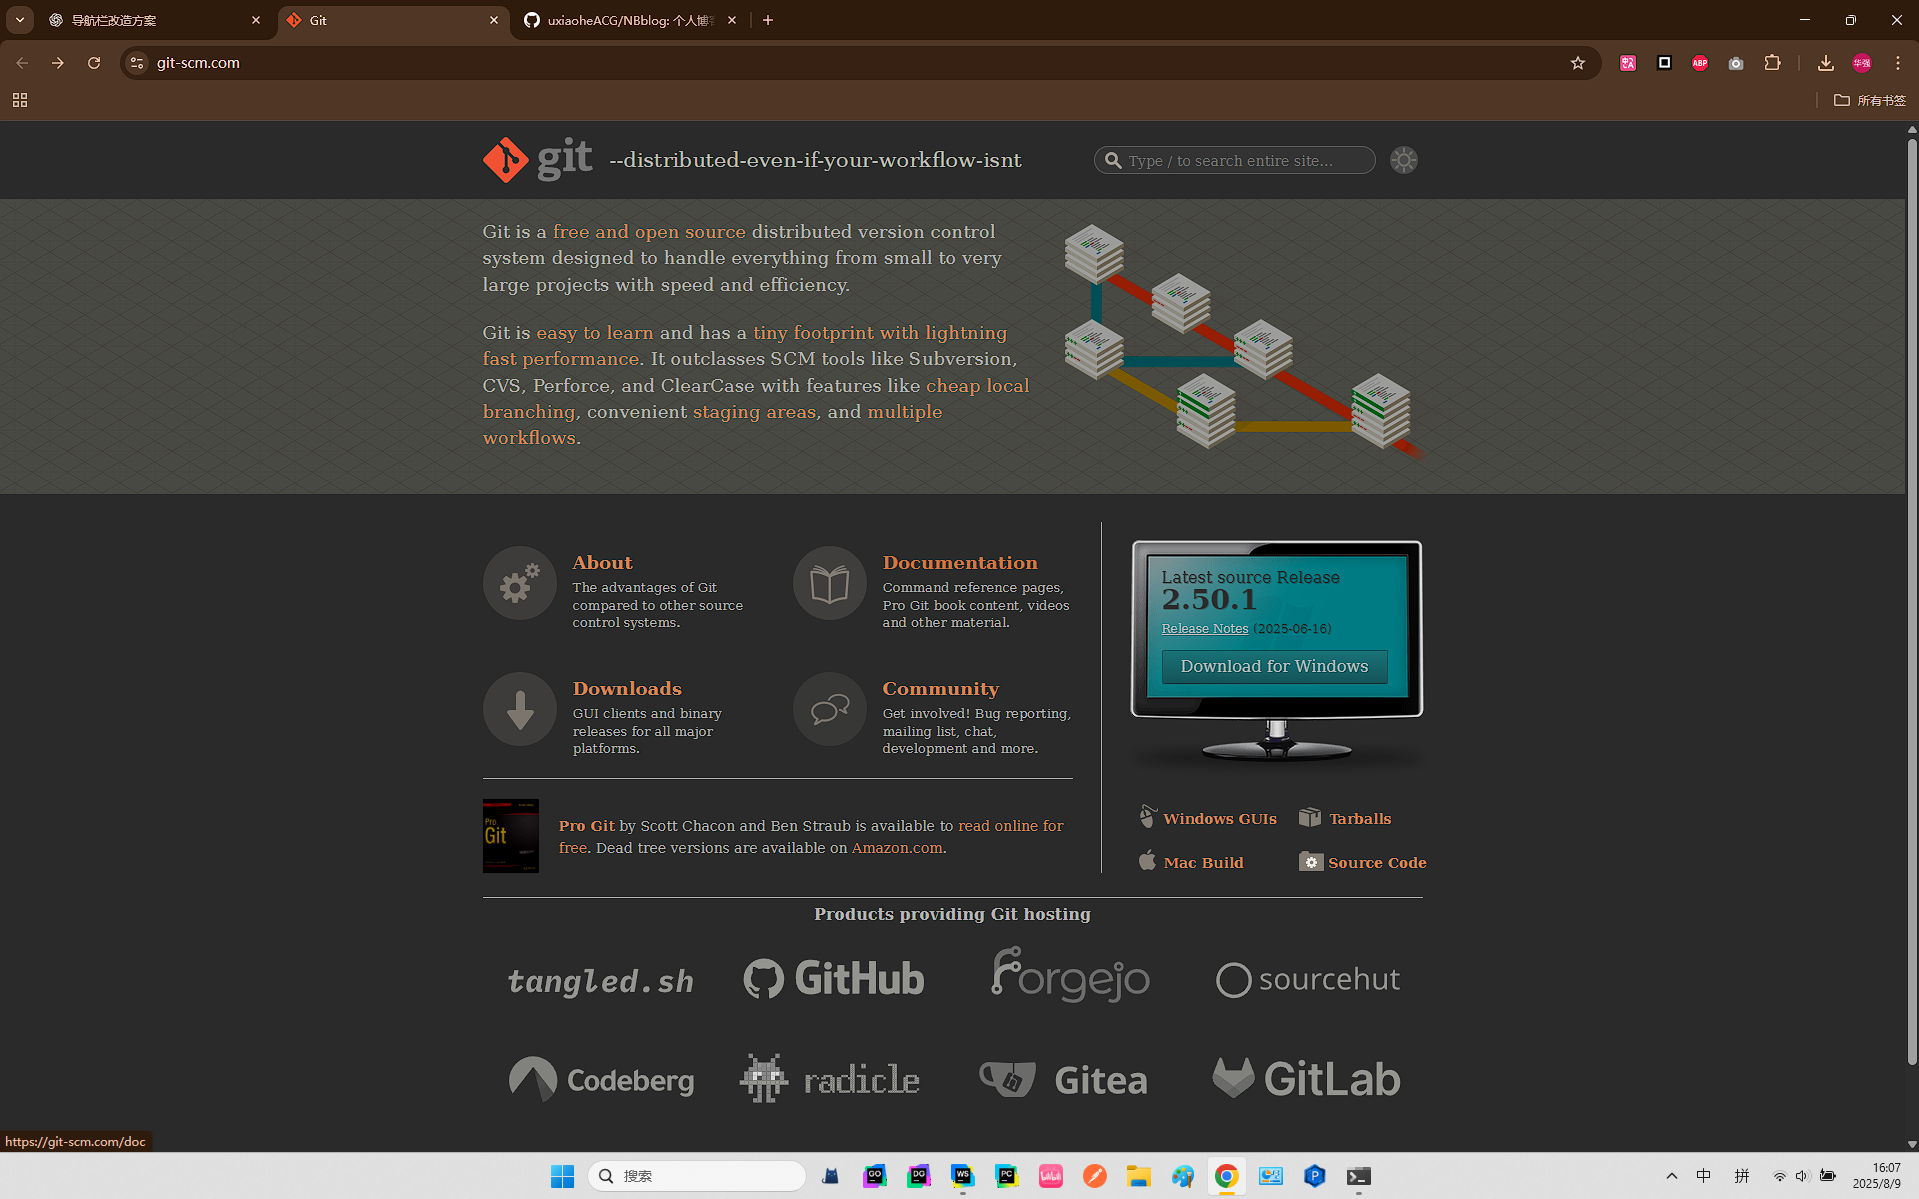 导航栏改造方案
Git
uxiaoheACG/NBblog: 个人博
git-scm.com
ABP
华强
所有书签
git --distributed-even-if-your-workflow-isnt
Type / to search entire site...
Git is a free and open source distributed version control
system designed to handle everything from small to very
large projects with speed and efficiency.
Git is easy to learn and has a tiny footprint with lightning
fast performance. It outclasses SCM tools like Subversion,
CVS, Perforce, and ClearCase with features like cheap local
branching, convenient staging areas, and multiple
workflows.
About
The advantages of Git
compared to other source
control systems.
Documentation
Command reference pages,
Pro Git book content, videos
and other material.
Downloads
GUI clients and binary
releases for all major
platforms.
Community
Get involved! Bug reporting,
mailing list, chat,
development and more.
Latest source Release
2.50.1
Release Notes (2025-06-16)
Download for Windows
Pro
Git
Pro Git by Scott Chacon and Ben Straub is available to read online for
free. Dead tree versions are available on Amazon.com.
Windows GUIs
Tarballs
Mac Build
Source Code
Products providing Git hosting
tangled.sh
GitHub
Forgejo
sourcehut
Codeberg
radicle
Gitea
GitLab
https://git-scm.com/doc
搜索
GO
DG
WS
PC
中
拼
16:07
2025/8/9